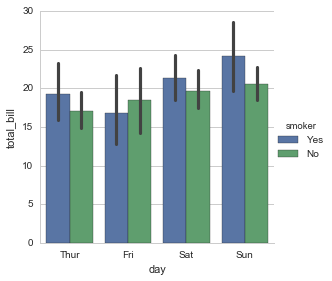 30
25
20
15
10
5
0
total_bill
Thur Fri Sat Sun
day
smoker
Yes
No